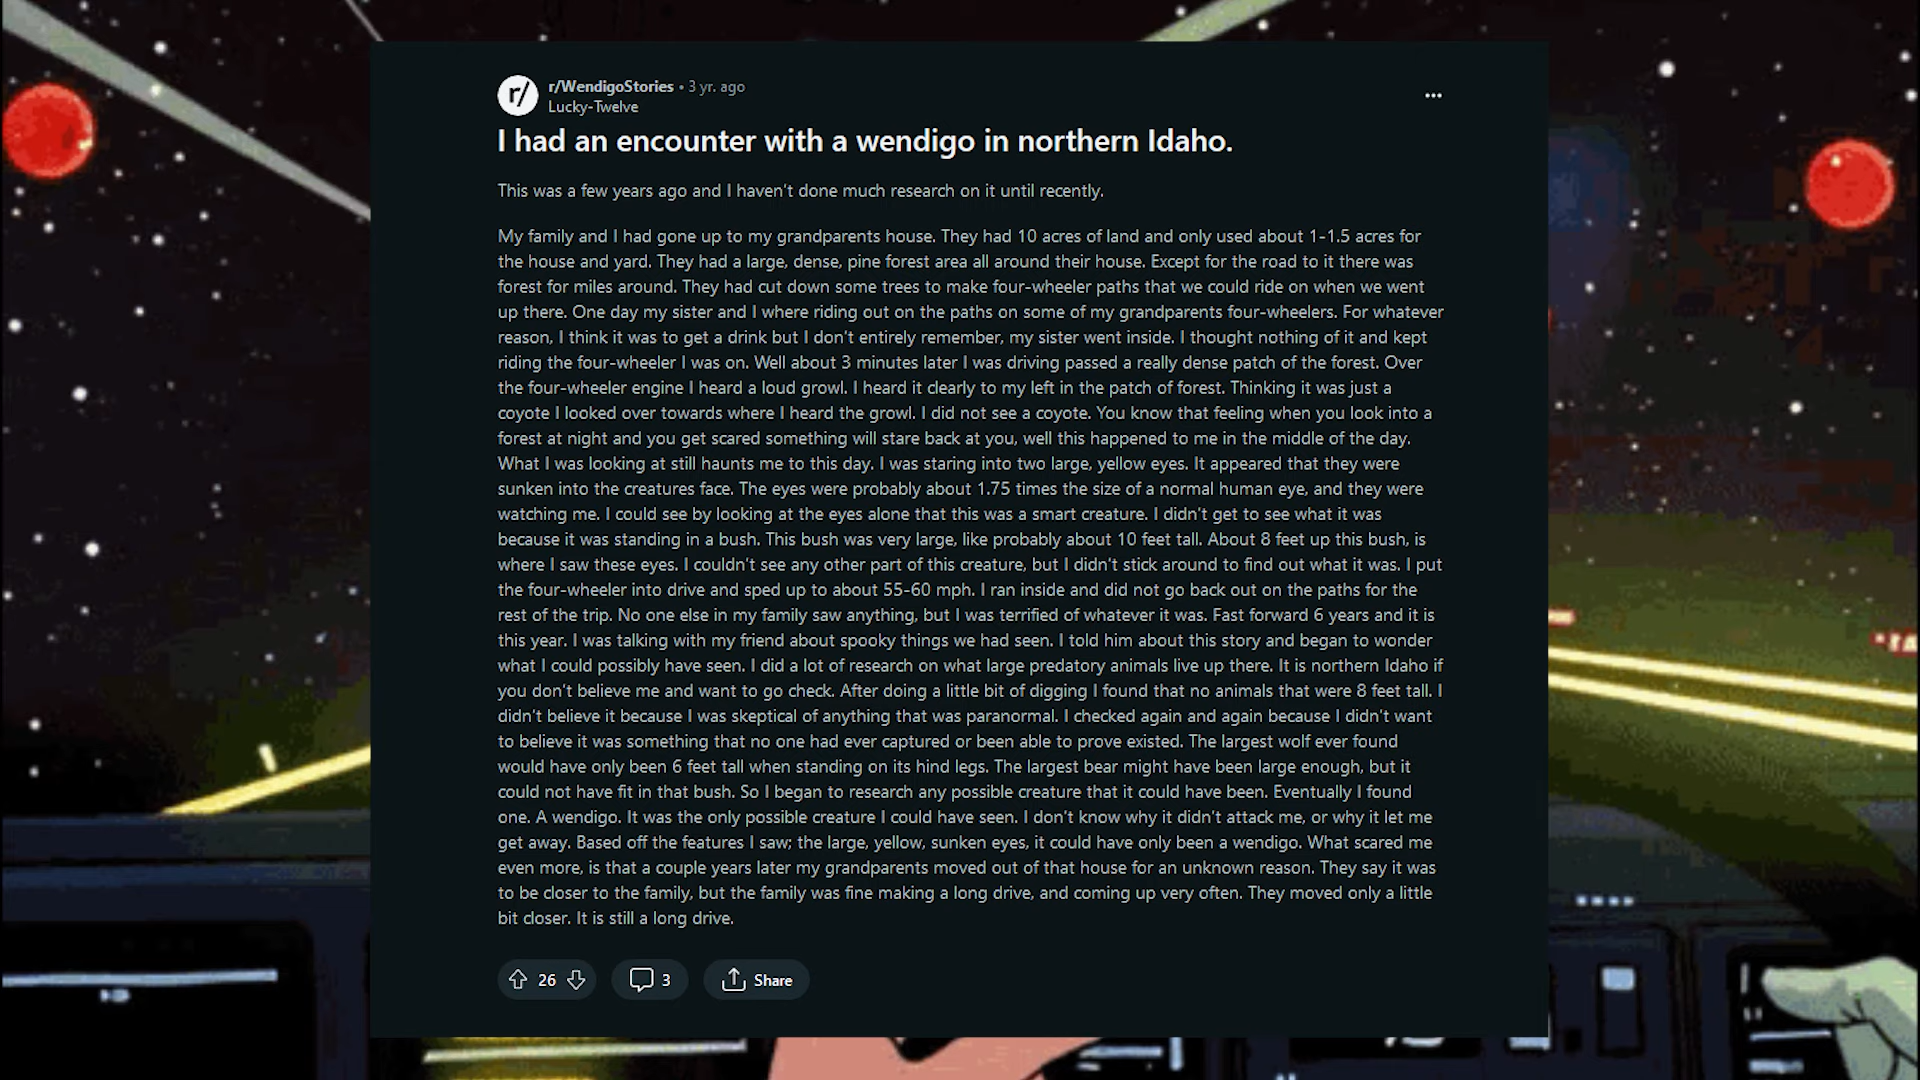 r/WendigoStories • 3 yr. ago
Lucky-Twelve
I had an encounter with a wendigo in northern Idaho.
This was a few years ago and I haven't done much research on it until recently.
My family and I had gone up to my grandparents house. They had 10 acres of land and only used about 1-1.5 acres for
the house and yard. They had a large, dense, pine forest area all around their house. Except for the road to it there was
forest for miles around. They had cut down some trees to make four-wheeler paths that we could ride on when we went
up there. One day my sister and I where riding out on the paths on some of my grandparents four-wheelers. For whatever
reason, I think it was to get a drink but I don't entirely remember, my sister went inside. I thought nothing of it and kept
riding the four-wheeler I was on. Well about 3 minutes later I was driving passed a really dense patch of the forest. Over
the four-wheeler engine I heard a loud growl. I heard it clearly to my left in the patch of forest. Thinking it was just a
coyote I looked over towards where I heard the growl. I did not see a coyote. You know that feeling when you look into a
forest at night and you get scared something will stare back at you, well this happened to me in the middle of the day.
What I was looking at still haunts me to this day. I was staring into two large, yellow eyes. It appeared that they were
sunken into the creatures face. The eyes were probably about 1.75 times the size of a normal human eye, and they were
watching me. I could see by looking at the eyes alone that this was a smart creature. I didn't get to see what it was
because it was standing in a bush. This bush was very large, like probably about 10 feet tall. About 8 feet up this bush, is
where I saw these eyes. I couldn't see any other part of this creature, but I didn't stick around to find out what it was. I put
the four-wheeler into drive and sped up to about 55-60 mph. I ran inside and did not go back out on the paths for the
rest of the trip. No one else in my family saw anything, but I was terrified of whatever it was. Fast forward 6 years and it is
this year. I was talking with my friend about spooky things we had seen. I told him about this story and began to wonder
what I could possibly have seen. I did a lot of research on what large predatory animals live up there. It is northern Idaho if
you don't believe me and want to go check. After doing a little bit of digging I found that no animals that were 8 feet tall. I
didn't believe it because I was skeptical of anything that was paranormal. I checked again and again because I didn't want
to believe it was something that no one had ever captured or been able to prove existed. The largest wolf ever found
would have only been 6 feet tall when standing on its hind legs. The largest bear might have been large enough, but it
could not have fit in that bush. So I began to research any possible creature that it could have been. Eventually I found
one. A wendigo. It was the only possible creature I could have seen. I don't know why it didn't attack me, or why it let me
get away. Based off the features I saw; the large, yellow, sunken eyes, it could have only been a wendigo. What scared me
even more, is that a couple years later my grandparents moved out of that house for an unknown reason. They say it was
to be closer to the family, but the family was fine making a long drive, and coming up very often. They moved only a little
bit closer. It is still a long drive.
26 3 Share